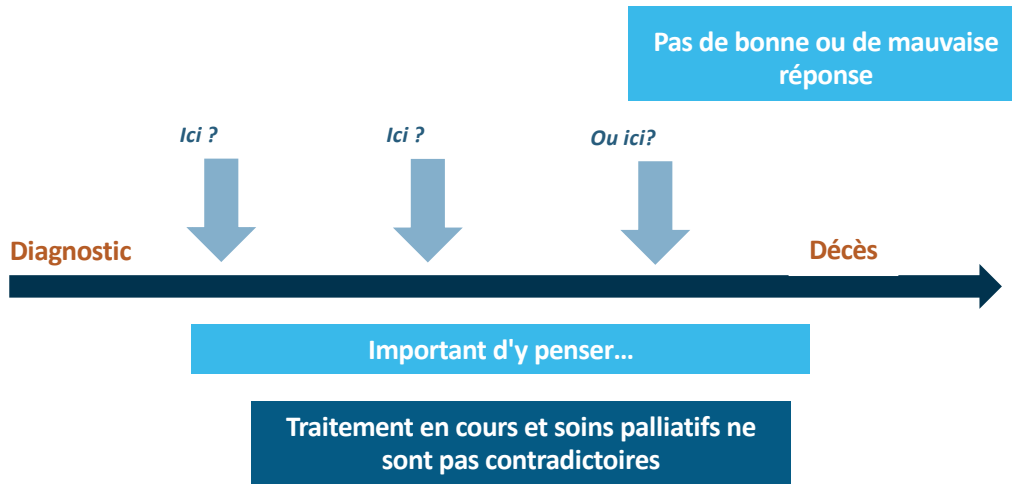 Pas de bonne ou de mauvaise
réponse
Ici ?
Ici ?
Ou ici?
Diagnostic
Décès
Important d'y penser...
Traitement en cours et soins palliatifs ne
sont pas contradictoires